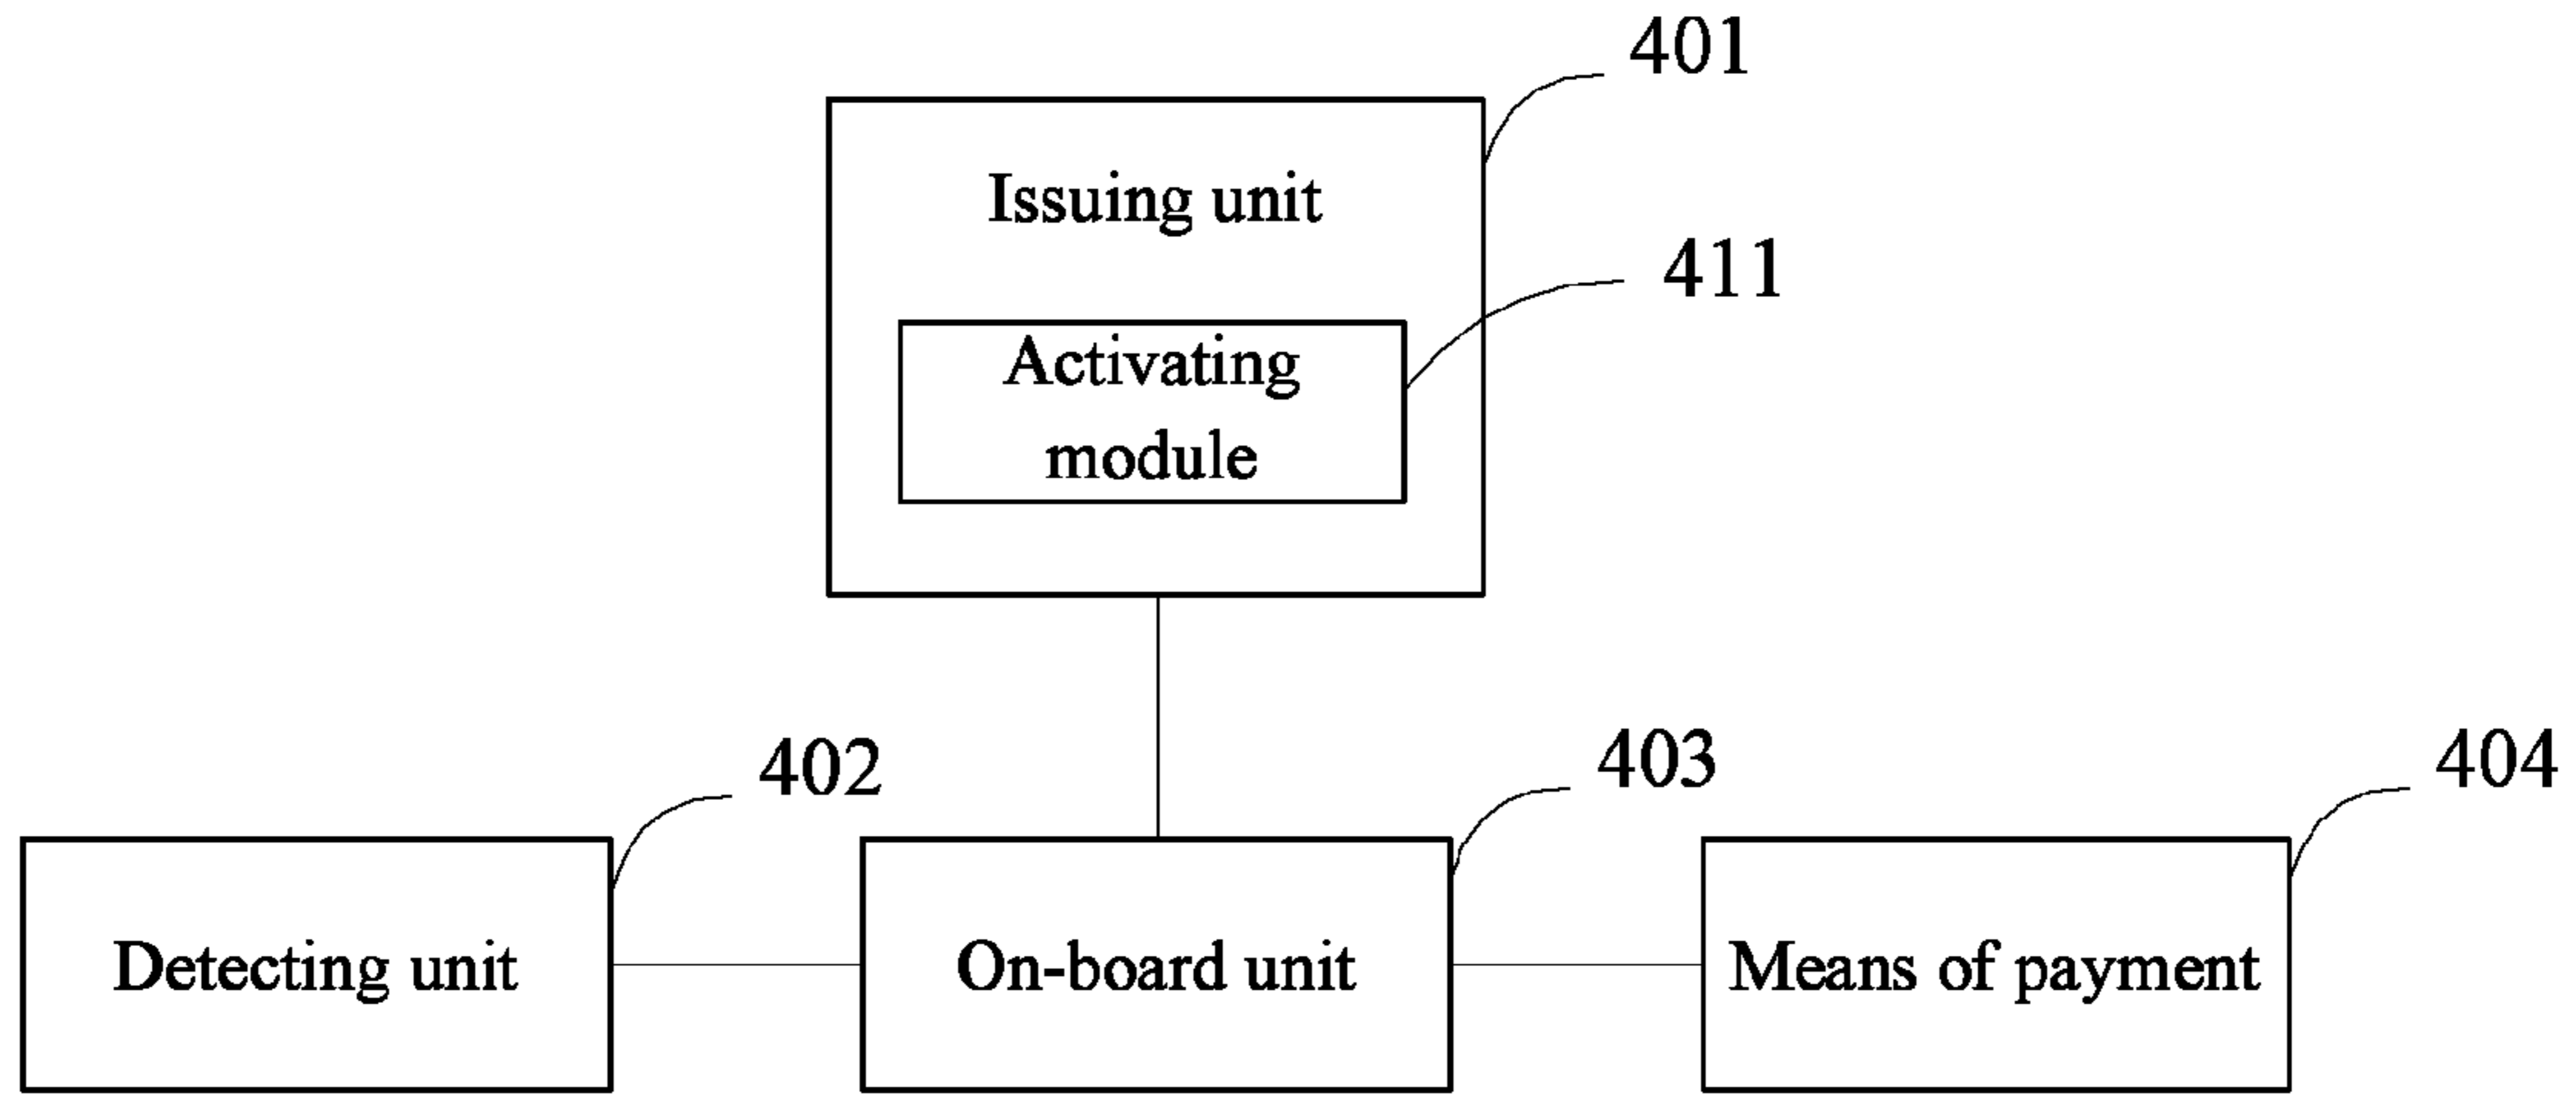 401
Issuing unit
411
Activating
module
402
403
404
Detecting unit
On-board unit
Means of payment